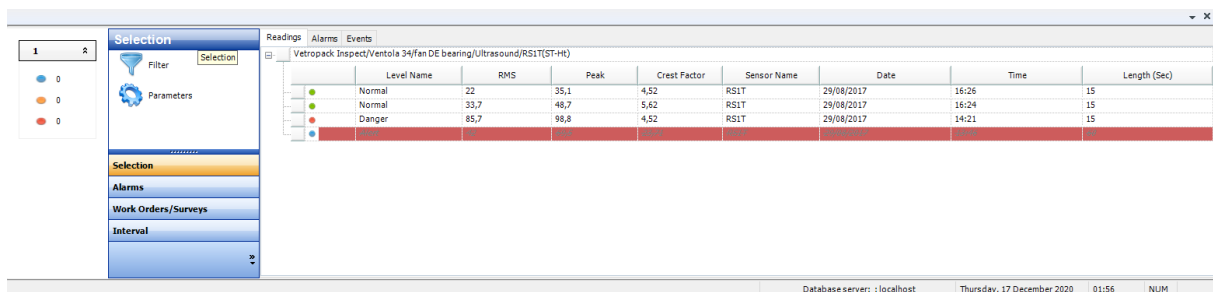 Selection
Readings Alarms Events
1
Vetropack Inspect/Ventola 34/fan DE bearing/Ultrasound/RS1T(ST-Ht)
Filter
Selection
Level Name RMS Peak Crest Factor Sensor Name Date Time Length (Sec)
0
Normal 22 35,1 4,52 RS1T 29/08/2017 16:26 15
Parameters
0
Normal 33,7 48,7 5,62 RS1T 29/08/2017 16:24 15
0
Danger 85,7 98,8 4,52 RS1T 29/08/2017 14:21 15
Selection
Alarms
Work Orders/Surveys
Interval
Database server: : localhost Thursday, 17 December 2020 01:56 NUM